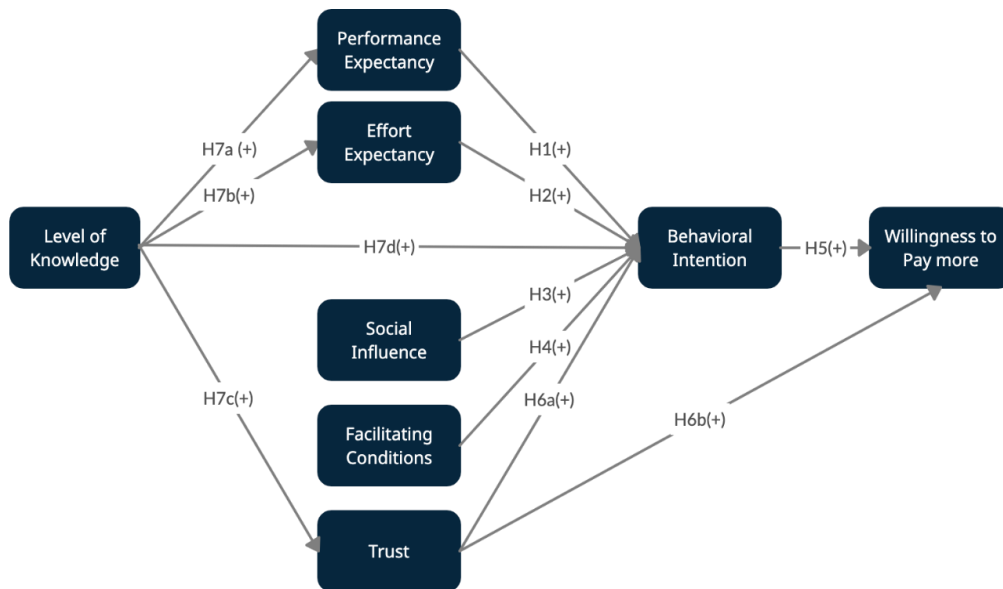 Performance
Expectancy
Effort
Expectancy
H7a (+)
H1(+)
H7b(+)
H2(+)
Level of
Knowledge
H7d(+)
Behavioral
Intention
H5(+)
Willingness to
Pay more
H3(+)
Social
Influence
H4(+)
H7c(+)
H6a(+)
H6b(+)
Facilitating
Conditions
Trust